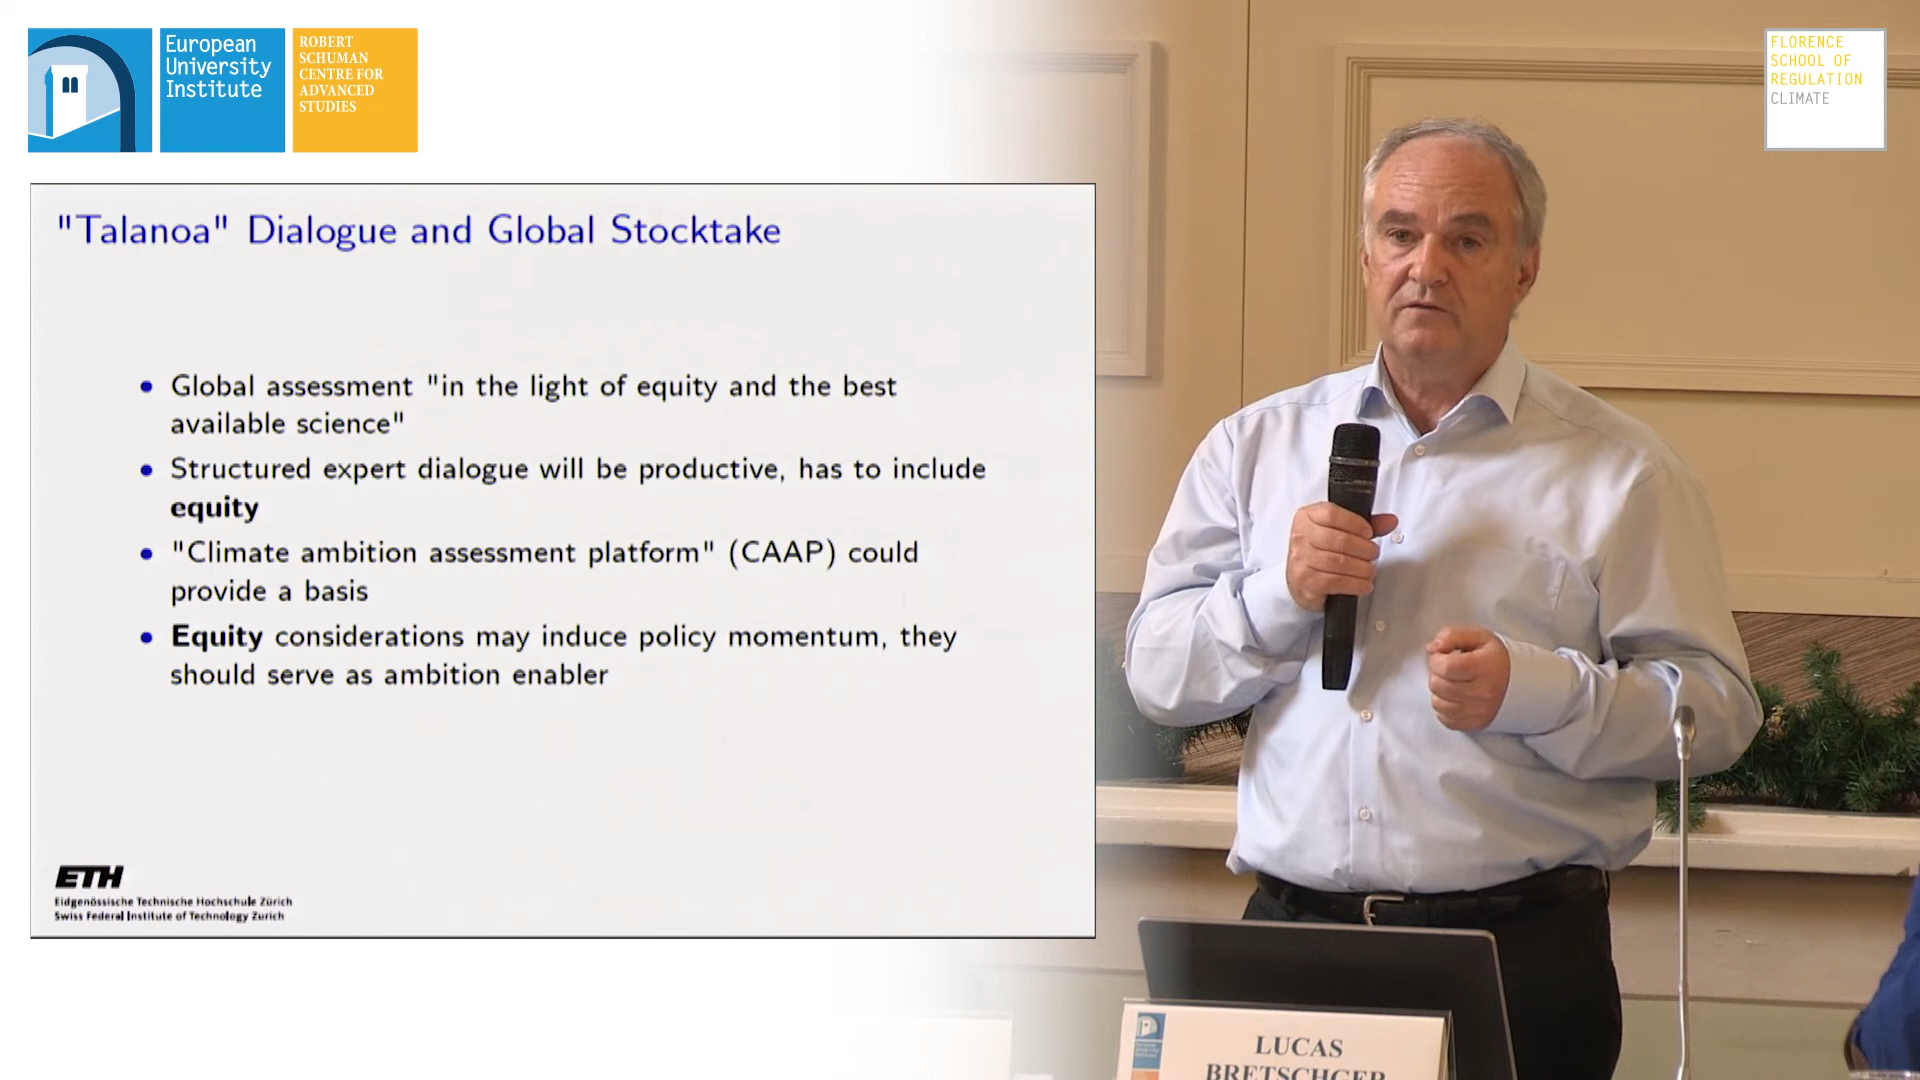 European
University
Institute
ROBERT
SCHUMAN
CENTRE FOR
ADVANCED
STUDIES
FLORENCE
SCHOOL OF
REGULATION
CLIMATE
"Talanoa" Dialogue and Global Stocktake
• Global assessment "in the light of equity and the best
available science"
• Structured expert dialogue will be productive, has to include
equity
• "Climate ambition assessment platform" (CAAP) could
provide a basis
• Equity considerations may induce policy momentum, they
should serve as ambition enabler
ETH
Eidgenössische Technische Hochschule Zürich
Swiss Federal Institute of Technology Zurich
LUCAS
BRETSCHGER